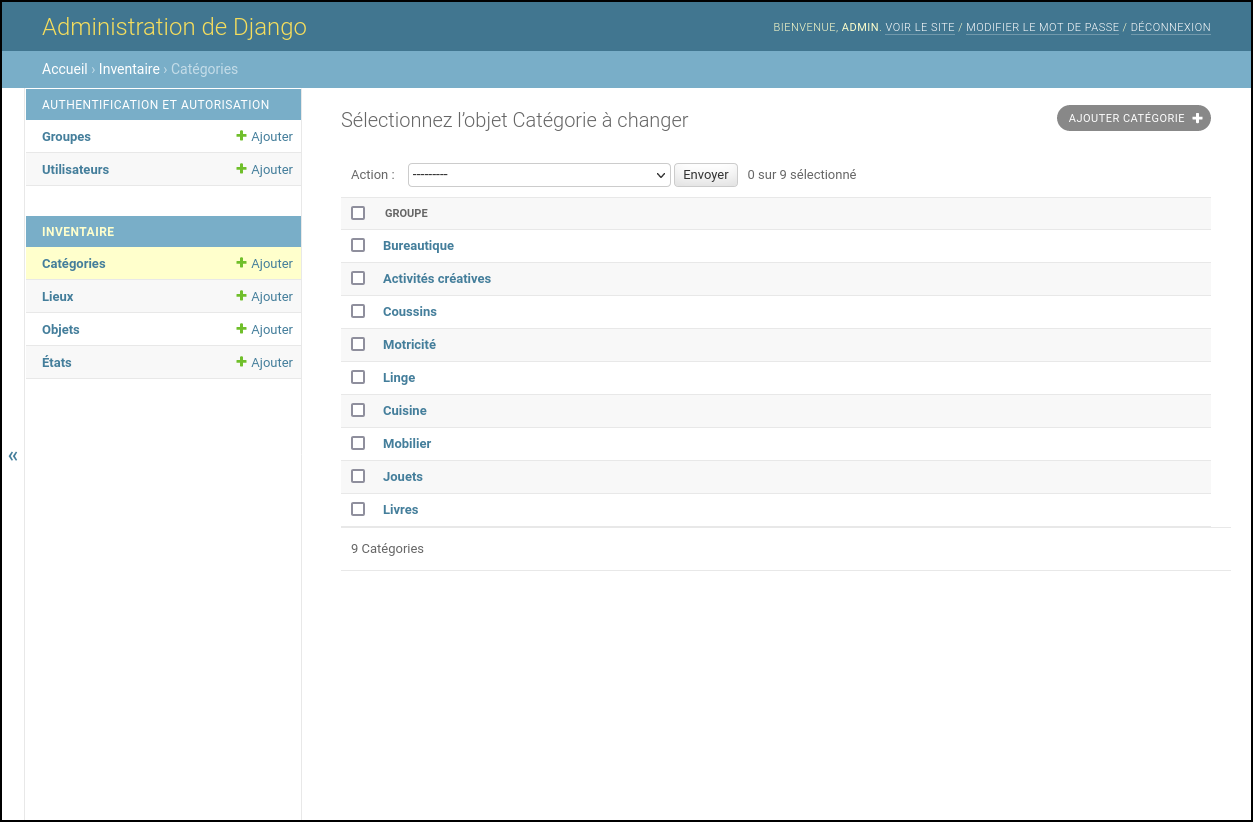 Administration de Django
BIENVENUE, ADMIN. VOIR LE SITE / MODIFIER LE MOT DE PASSE / DÉCONNEXION
Accueil › Inventaire › Catégories
AUTHENTIFICATION ET AUTORISATION
Groupes Ajouter
Utilisateurs Ajouter
INVENTAIRE
Catégories Ajouter
Lieux Ajouter
Objets Ajouter
États Ajouter
«
Sélectionnez l’objet Catégorie à changer
AJOUTER CATÉGORIE
Action : --------- Envoyer 0 sur 9 sélectionné
GROUPE
Bureautique
Activités créatives
Coussins
Motricité
Linge
Cuisine
Mobilier
Jouets
Livres
9 Catégories